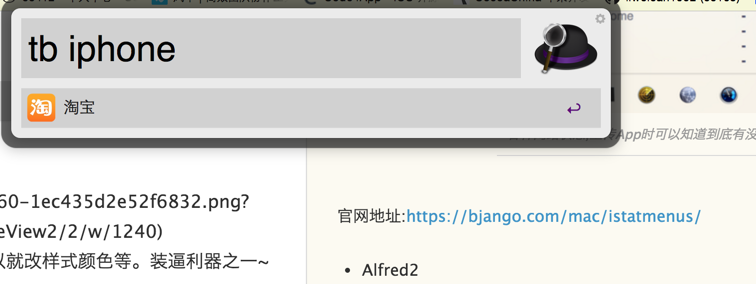 tb iphone
淘
淘宝
App时可以知道到底有没
60-1ec435d2e52f6832.png?
eView2/2/w/1240)
以就改样式颜色等。装逼利器之一~
官网地址:https://bjango.com/mac/istatmenus/
• Alfred2